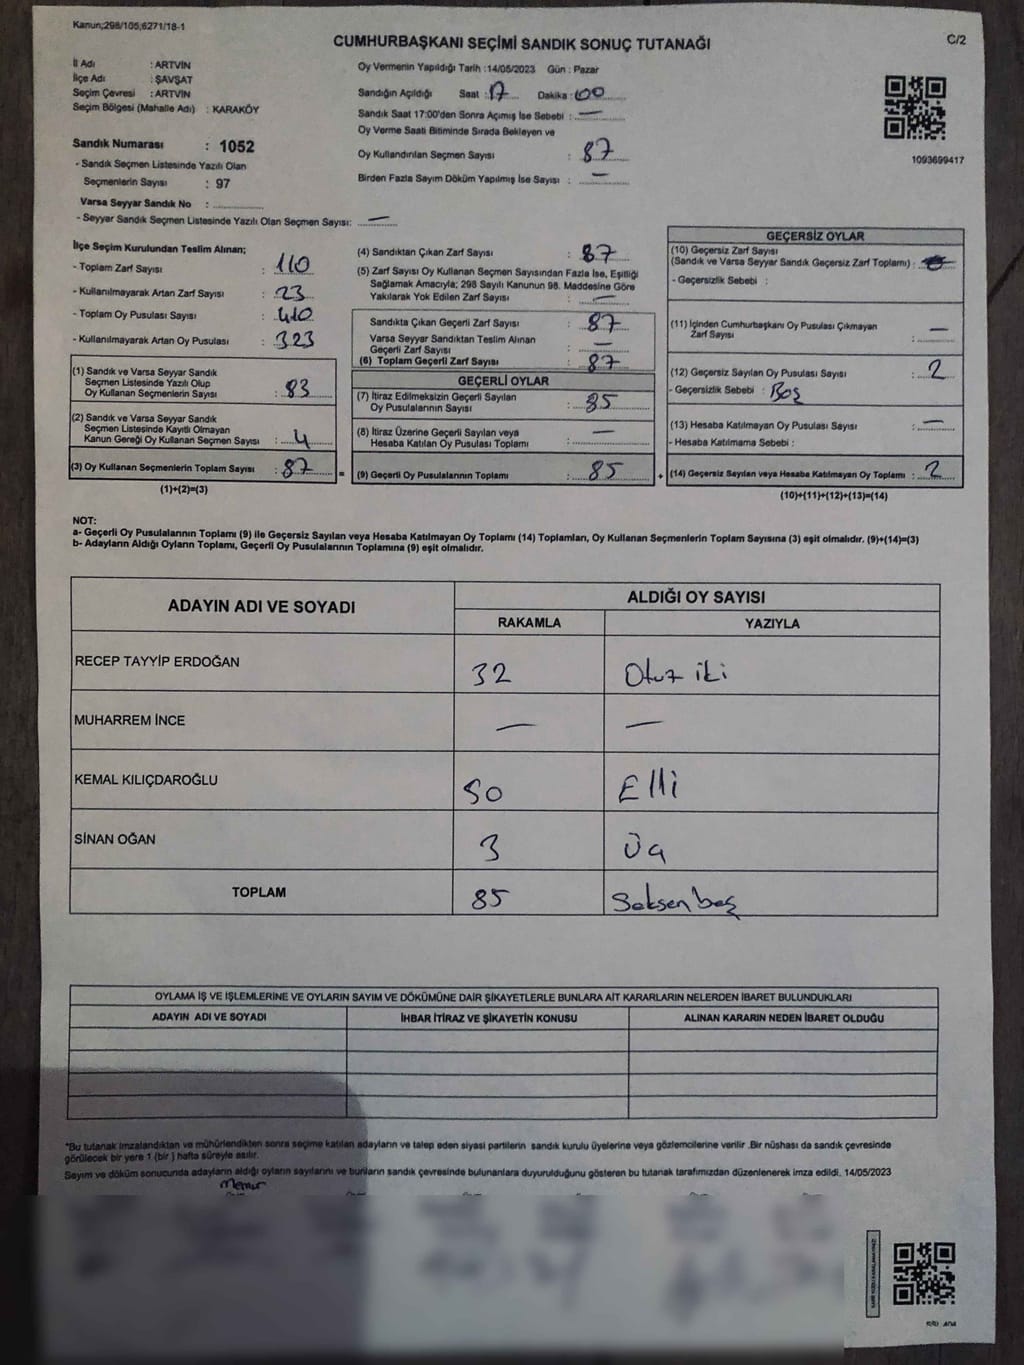 Kanun;298/105,6271/18-1
C/2
CUMHURBAŞKANI SEÇİMİ SANDIK SONUÇ TUTANAĞI
İl Adı : ARTVİN
İlçe Adı : ŞAVŞAT
Seçim Çevresi : ARTVİN
Seçim Bölgesi (Mahalle Adı) : KARAKÖY
Sandık Numarası : 1052
- Sandık Seçmen Listesinde Yazılı Olan
Seçmenlerin Sayısı : 97
Varsa Seyyar Sandık No :
- Seyyar Sandık Seçmen Listesinde Yazılı Olan Seçmen Sayısı: —
Oy Vermenin Yapıldığı Tarih :14/05/2023 Gün : Pazar
Sandığın Açıldığı Saat : 17 Dakika : 00
Sandık Saat 17:00'den Sonra Açımış İse Sebebi : —
Oy Verme Saati Bitiminde Sırada Bekleyen ve
Oy Kullandırılan Seçmen Sayısı : 87
Birden Fazla Sayım Döküm Yapılmış İse Sayısı : —
1093699417
İlçe Seçim Kurulundan Teslim Alınan;
- Toplam Zarf Sayısı : 110
- Kullanılmayarak Artan Zarf Sayısı : 23
- Toplam Oy Pusulası Sayısı : 410
- Kullanılmayarak Artan Oy Pusulası : 323
(1) Sandık ve Varsa Seyyar Sandık
Seçmen Listesinde Yazılı Olup
Oy Kullanan Seçmenlerin Sayısı : 83
(2) Sandık ve Varsa Seyyar Sandık
Seçmen Listesinde Kayıtlı Olmayan
Kanun Gereği Oy Kullanan Seçmen Sayısı : 4
(3) Oy Kullanan Seçmenlerin Toplam Sayısı : 87 =
(1)+(2)=(3)
(4) Sandıktan Çıkan Zarf Sayısı : 87
(5) Zarf Sayısı Oy Kullanan Seçmen Sayısından Fazla İse, Eşitliği
Sağlamak Amacıyla; 298 Sayılı Kanunun 98. Maddesine Göre
Yakılarak Yok Edilen Zarf Sayısı : —
Sandıkta Çıkan Geçerli Zarf Sayısı : 87
Varsa Seyyar Sandıktan Teslim Alınan
Geçerli Zarf Sayısı : —
(6) Toplam Geçerli Zarf Sayısı : 87
GEÇERLİ OYLAR
(7) İtiraz Edilmeksizin Geçerli Sayılan
Oy Pusulalarının Sayısı : 85
(8) İtiraz Üzerine Geçerli Sayılan veya
Hesaba Katılan Oy Pusulası Toplamı : —
(9) Geçerli Oy Pusulalarının Toplamı : 85 +
GEÇERSİZ OYLAR
(10) Geçersiz Zarf Sayısı
(Sandık ve Varsa Seyyar Sandık Geçersiz Zarf Toplamı) :
- Geçersizlik Sebebi :
(11) İçinden Cumhurbaşkanı Oy Pusulası Çıkmayan
Zarf Sayısı : —
(12) Geçersiz Sayılan Oy Pusulası Sayısı : 2
- Geçersizlik Sebebi : Boş
(13) Hesaba Katılmayan Oy Pusulası Sayısı : —
- Hesaba Katılmama Sebebi :
(14) Geçersiz Sayılan veya Hesaba Katılmayan Oy Toplamı : 2
(10)+(11)+(12)+(13)=(14)
NOT:
a- Geçerli Oy Pusulalarının Toplamı (9) ile Geçersiz Sayılan veya Hesaba Katılmayan Oy Toplamı (14) Toplamları, Oy Kullanan Seçmenlerin Toplam Sayısına (3) eşit olmalıdır. (9)+(14)=(3)
b- Adayların Aldığı Oyların Toplamı, Geçerli Oy Pusulalarının Toplamına (9) eşit olmalıdır.
ADAYIN ADI VE SOYADI
ALDIĞI OY SAYISI
RAKAMLA YAZIYLA
RECEP TAYYİP ERDOĞAN 32 Otuz iki
MUHARREM İNCE — —
KEMAL KILIÇDAROĞLU 50 Elli
SİNAN OĞAN 3 Üç
TOPLAM 85 Seksen beş
OYLAMA İŞ VE İŞLEMLERİNE VE OYLARIN SAYIM VE DÖKÜMÜNE DAİR ŞİKAYETLERLE BUNLARA AİT KARARLARIN NELERDEN İBARET BULUNDUKLARI
ADAYIN ADI VE SOYADI İHBAR İTİRAZ VE ŞİKAYETİN KONUSU ALINAN KARARIN NEDEN İBARET OLDUĞU
*Bu tutanak imzalandıktan ve mühürlendikten sonra seçime katılan adayların ve talep eden siyasi partilerin sandık kurulu üyelerine veya gözlemcilerine verilir .Bir nüshası da sandık çevresinde
görülecek bir yere 1 (bir ) hafta süreyle asılır.
Sayım ve döküm sonucunda adayların aldığı oyların sayılarını ve bunların sandık çevresinde bulunanlara duyurulduğunu gösteren bu tutanak tarafımızdan düzenlenerek imza edildi. 14/05/2023
Memur